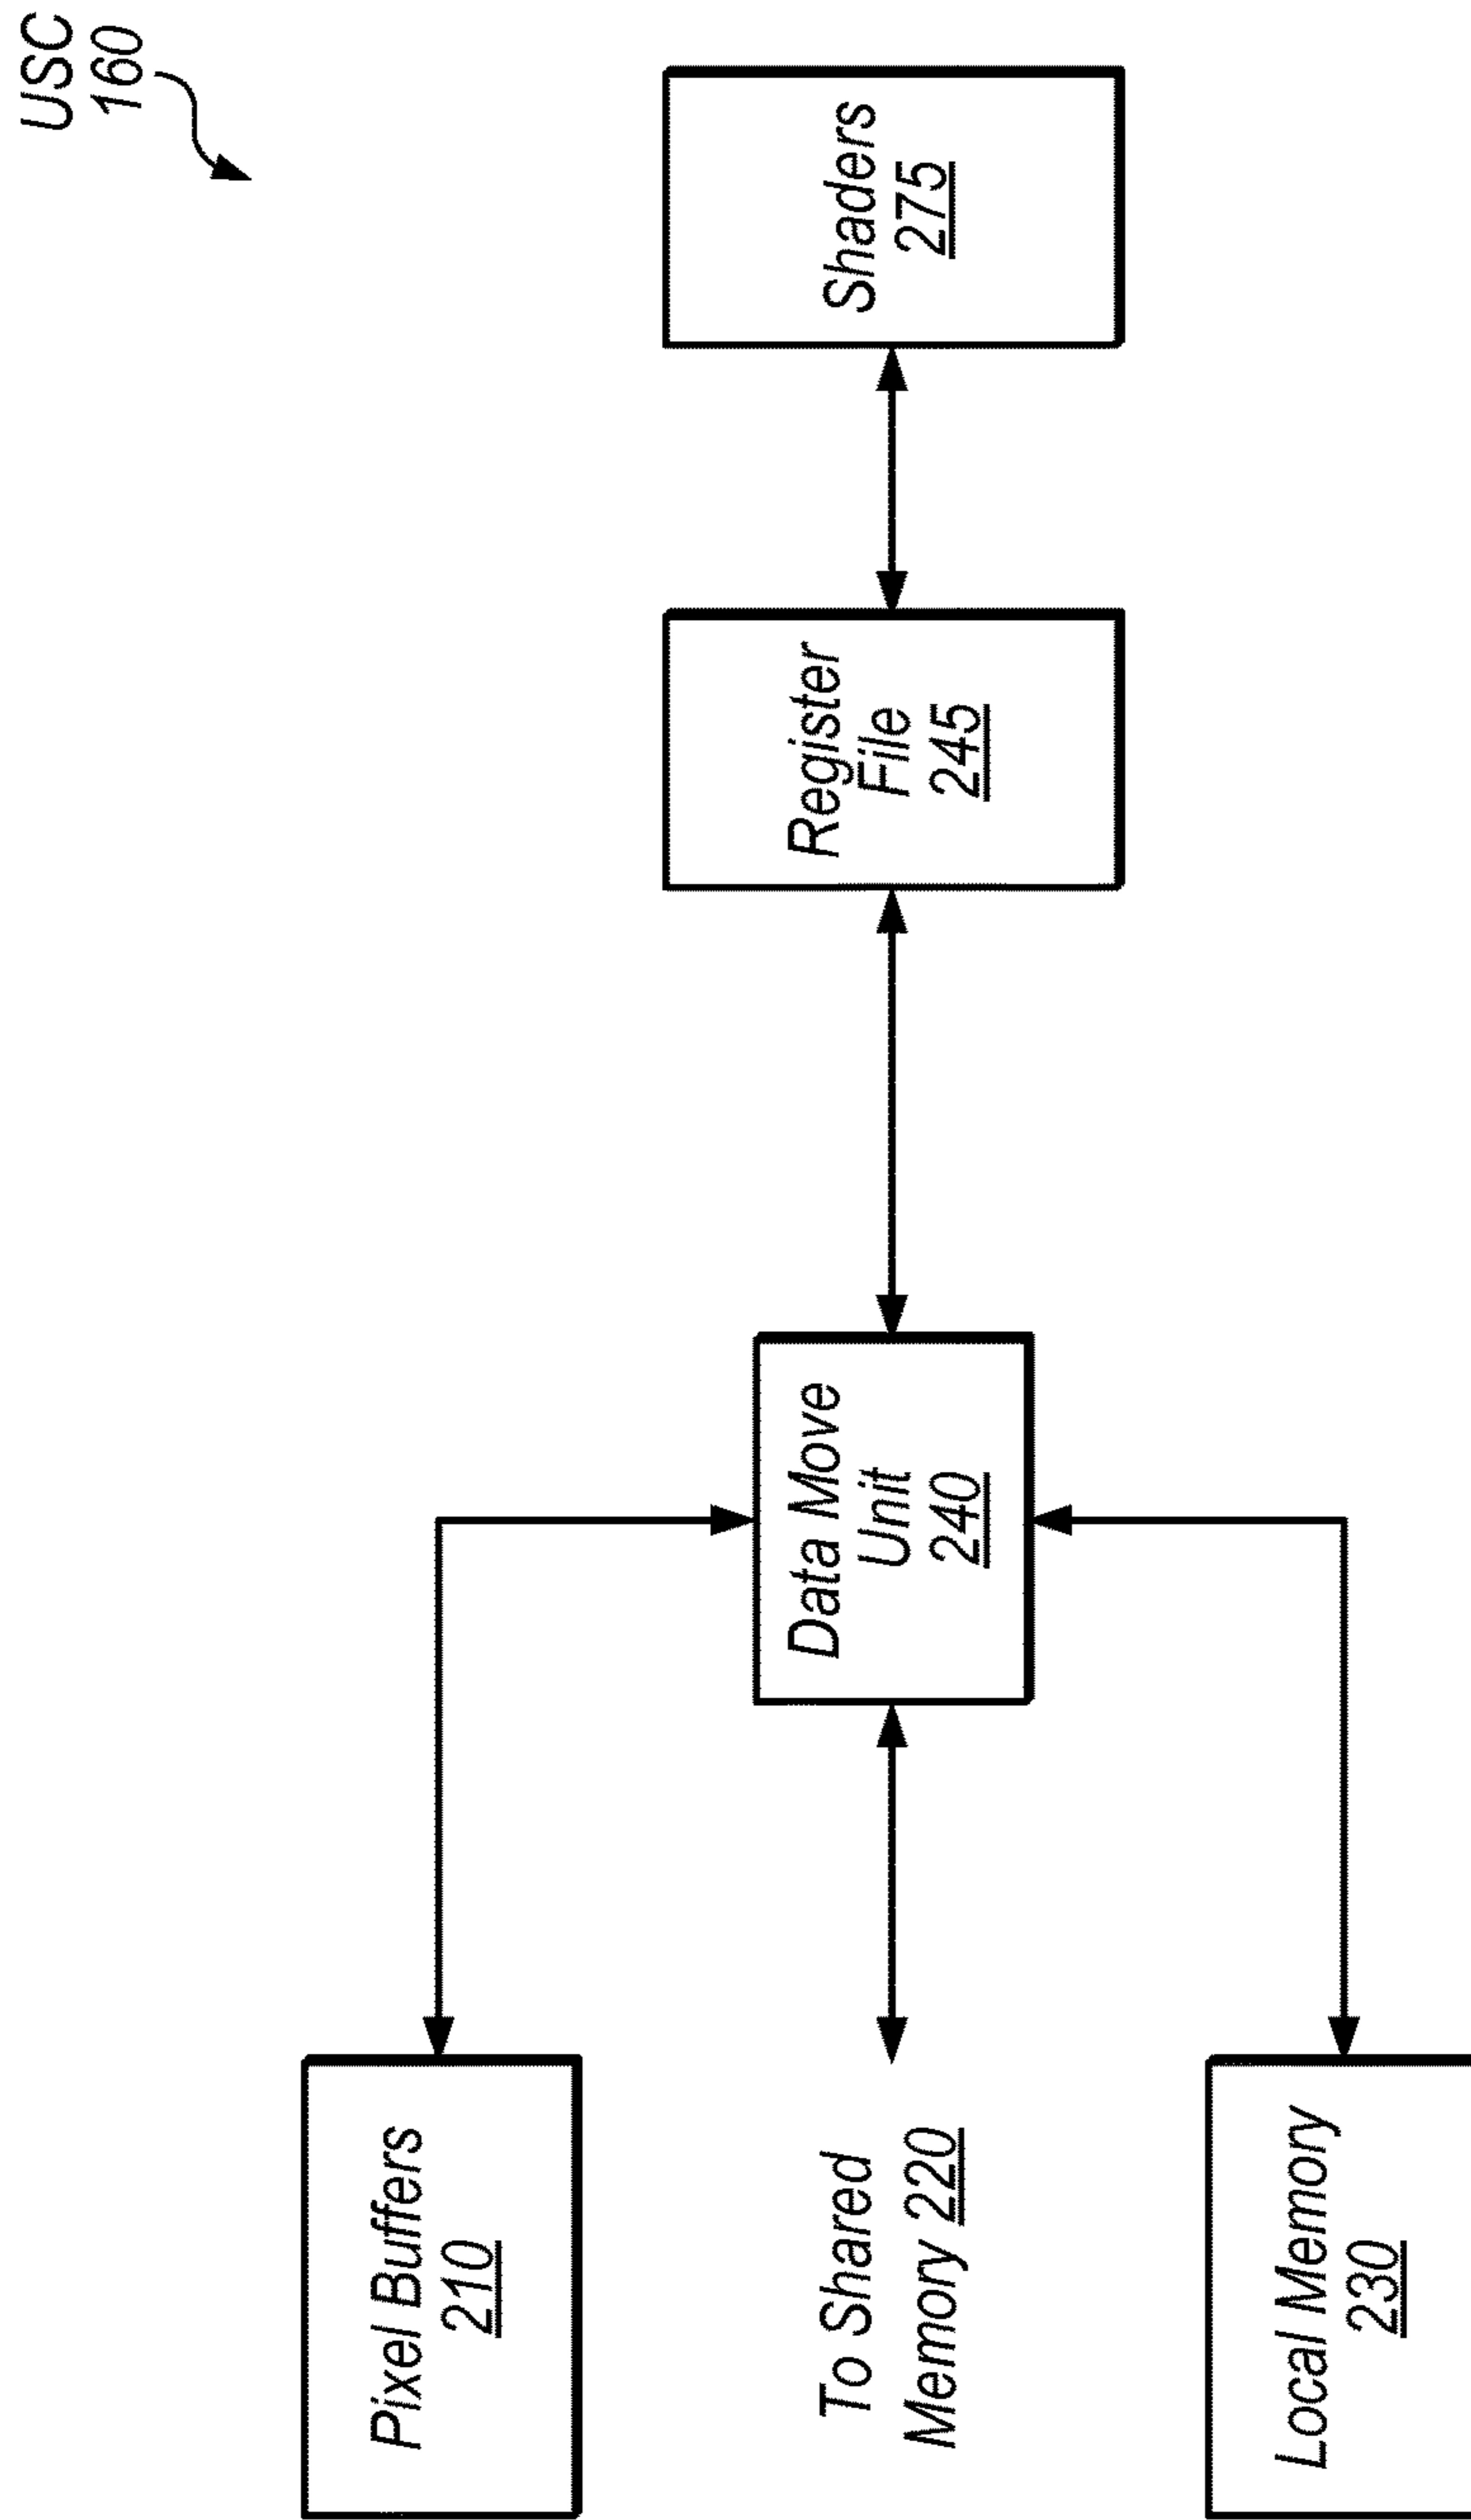 USC
160
Pixel Buffers
210
To Shared
Memory 220
Local Memory
230
Data Move
Unit
240
Register
File
245
Shaders
275